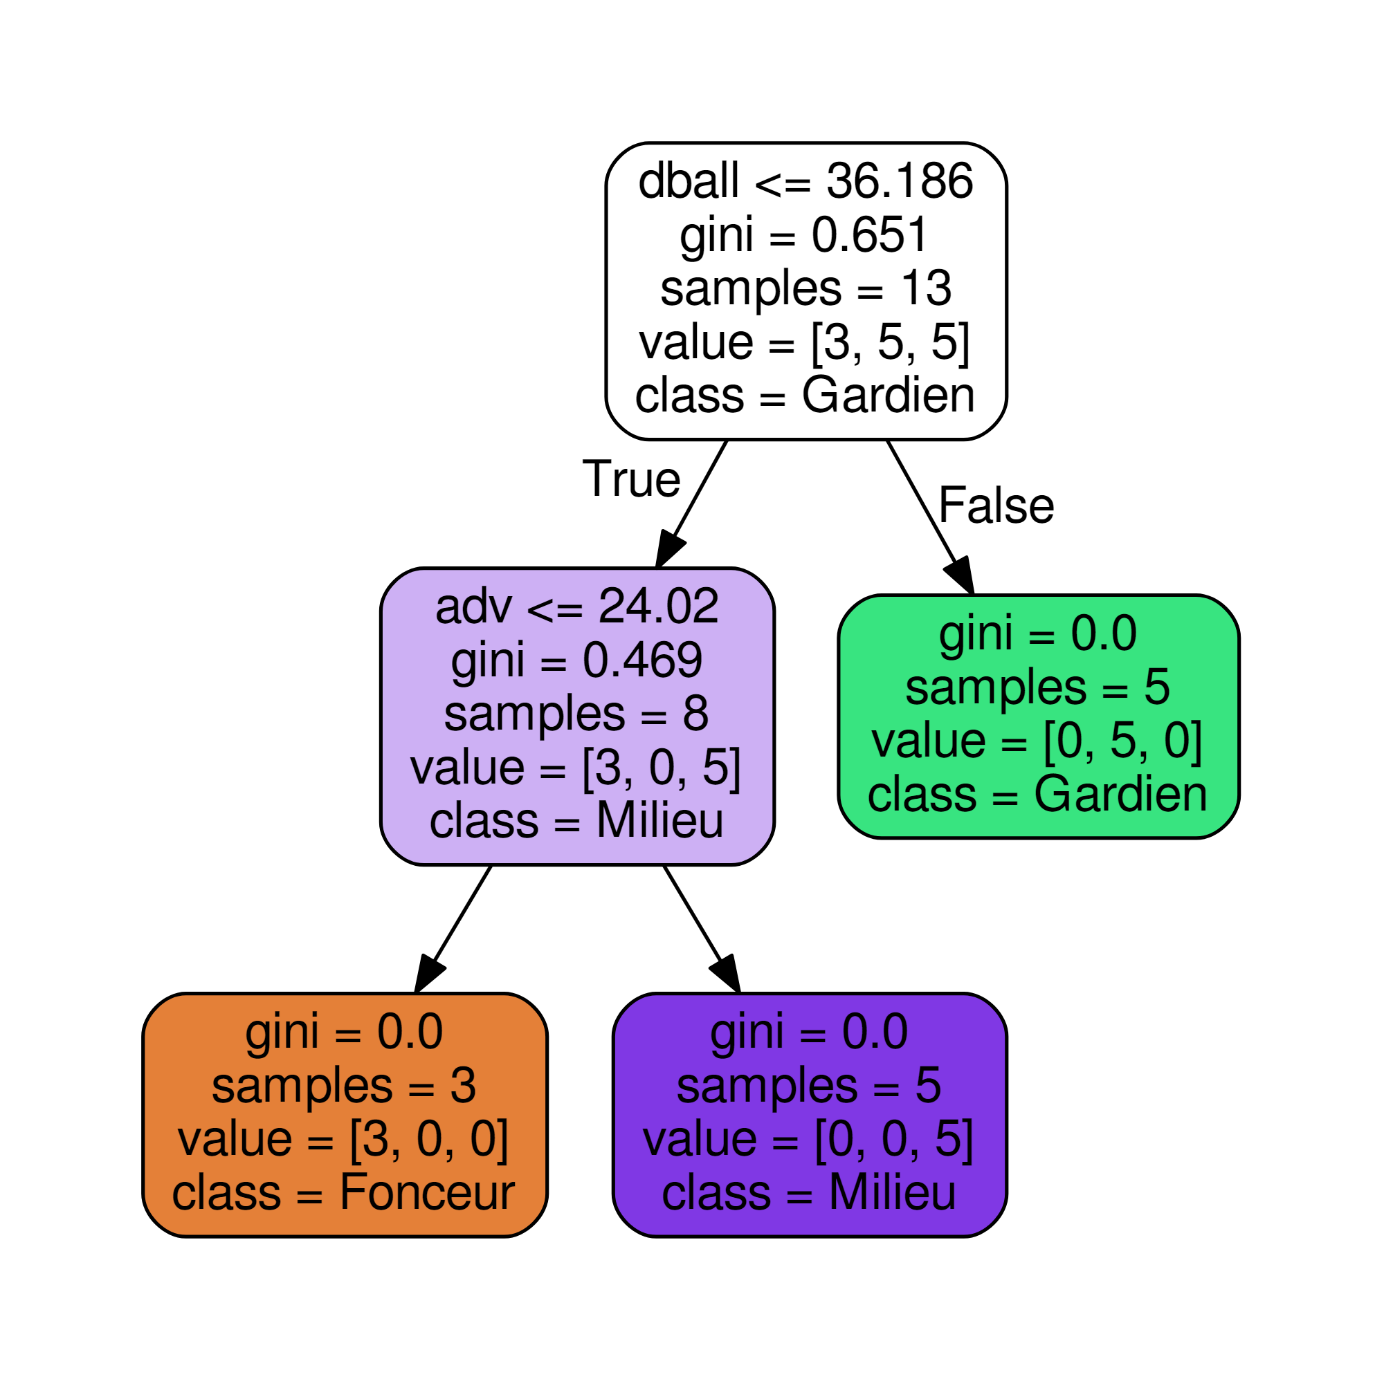 dball <= 36.186
gini = 0.651
samples = 13
value = [3, 5, 5]
class = Gardien
True
False
adv <= 24.02
gini = 0.469
samples = 8
value = [3, 0, 5]
class = Milieu
gini = 0.0
samples = 5
value = [0, 5, 0]
class = Gardien
gini = 0.0
samples = 3
value = [3, 0, 0]
class = Fonceur
gini = 0.0
samples = 5
value = [0, 0, 5]
class = Milieu